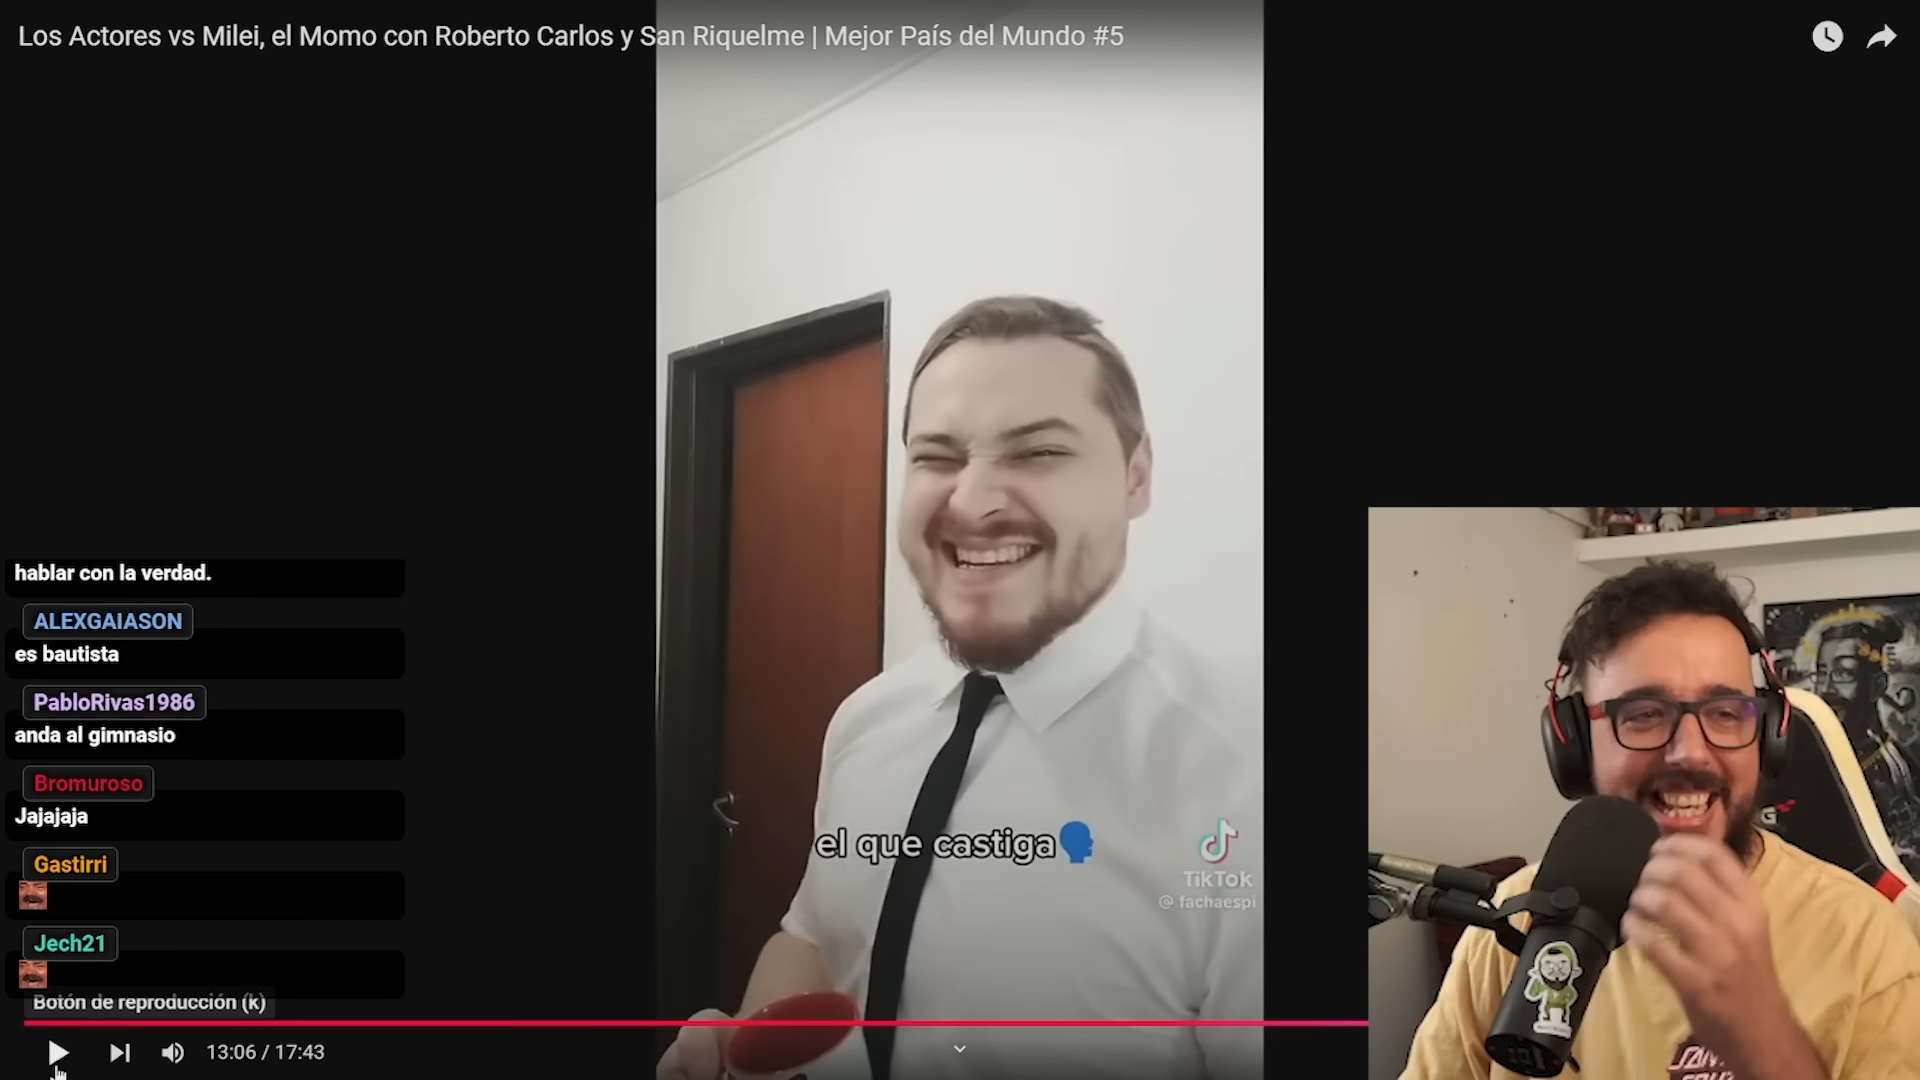 Los Actores vs Milei, el Momo con Roberto Carlos y San Riquelme | Mejor País del Mundo #5
hablar con la verdad.
ALEXGAIASON
es bautista
PabloRivas1986
anda al gimnasio
Bromuroso
Jajajaja
Gastirri
Jech21
Botón de reproducción (k)
13:06 / 17:43
el que castiga
TikTok
@ fachaespi